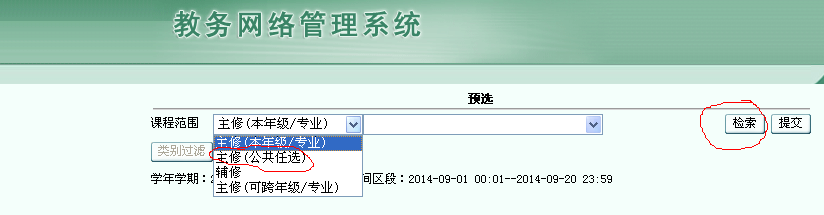 教务网络管理系统
预选
课程范围 主修(本年级/专业) 检索 提交
主修(本年级/专业)
类别过滤 主修(公共任选)
辅修
学年学期：2 主修(可跨年级/专业) 间区段：2014-09-01 00:01--2014-09-20 23:59